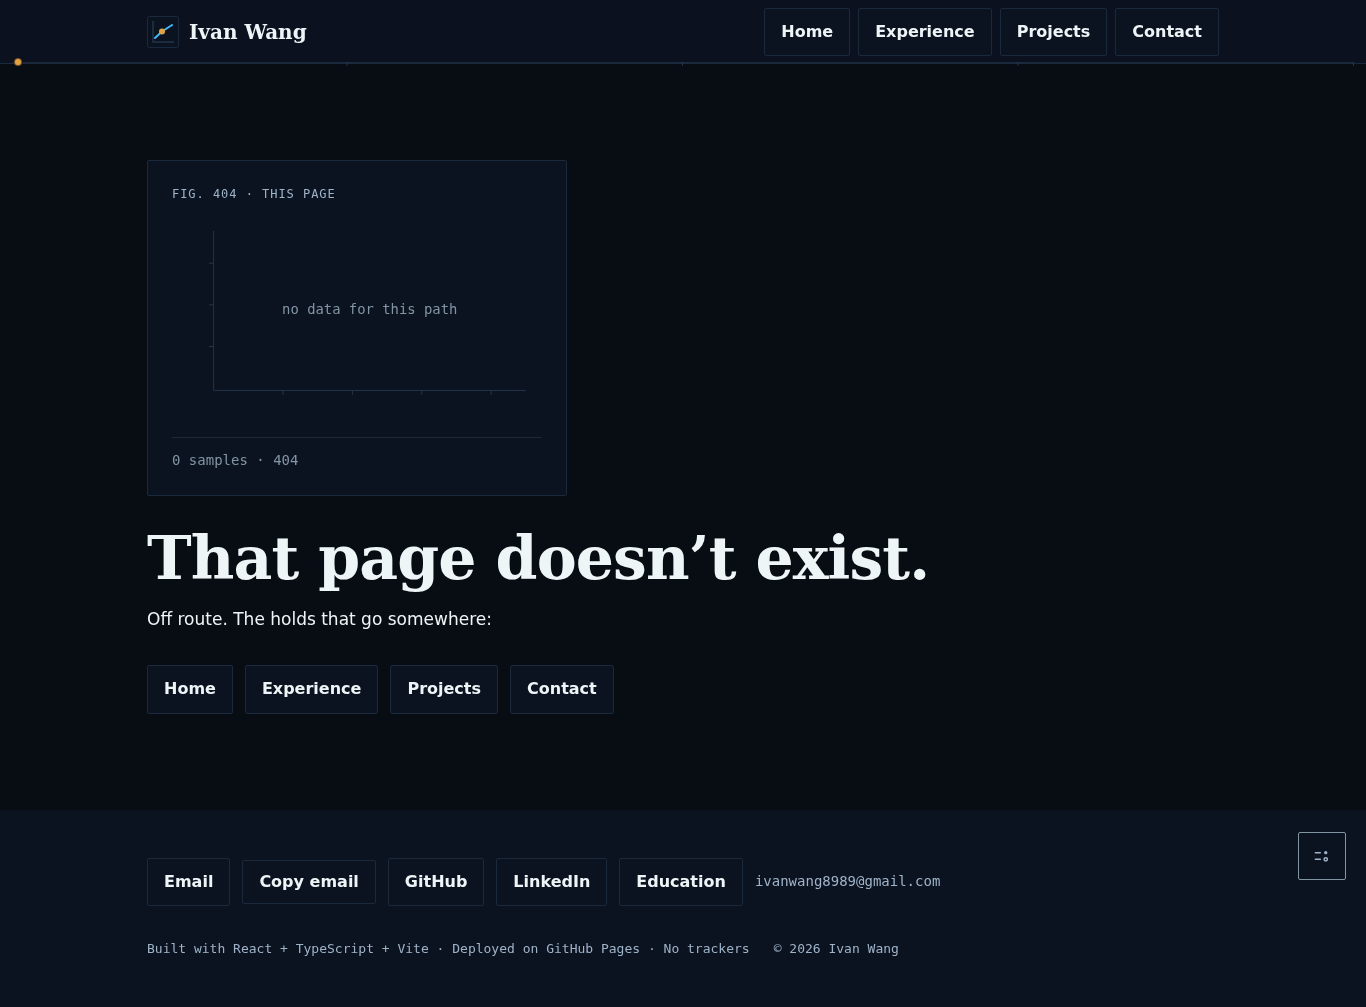 Ivan Wang
Home Experience Projects Contact
FIG. 404 · THIS PAGE
no data for this path
0 samples · 404
That page doesn’t exist.
Off route. The holds that go somewhere:
Home Experience Projects Contact
Email Copy email GitHub LinkedIn Education ivanwang8989@gmail.com
Built with React + TypeScript + Vite · Deployed on GitHub Pages · No trackers © 2026 Ivan Wang